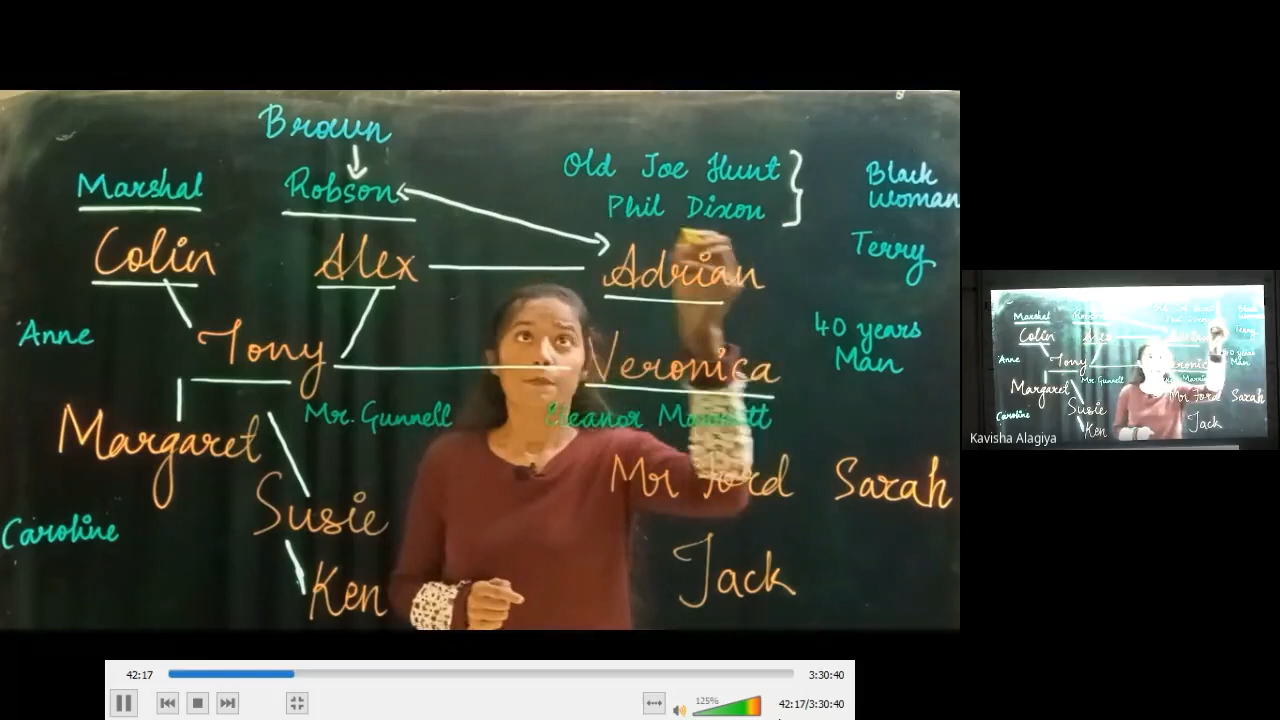 Brown
Marshal
Robson
Old Joe Hunt
Phil Dixon
Black
Woman
Colin
Alex
Adrian
Terry
Anne
Tony
Veronica
40 years
Man
Margaret
Mr. Gunnell
Susie
Mr Ford
Sarah
Caroline
Ken
Jack
Kavisha Alagiya
42:17
3:30:40
125%
42:17/3:30:40